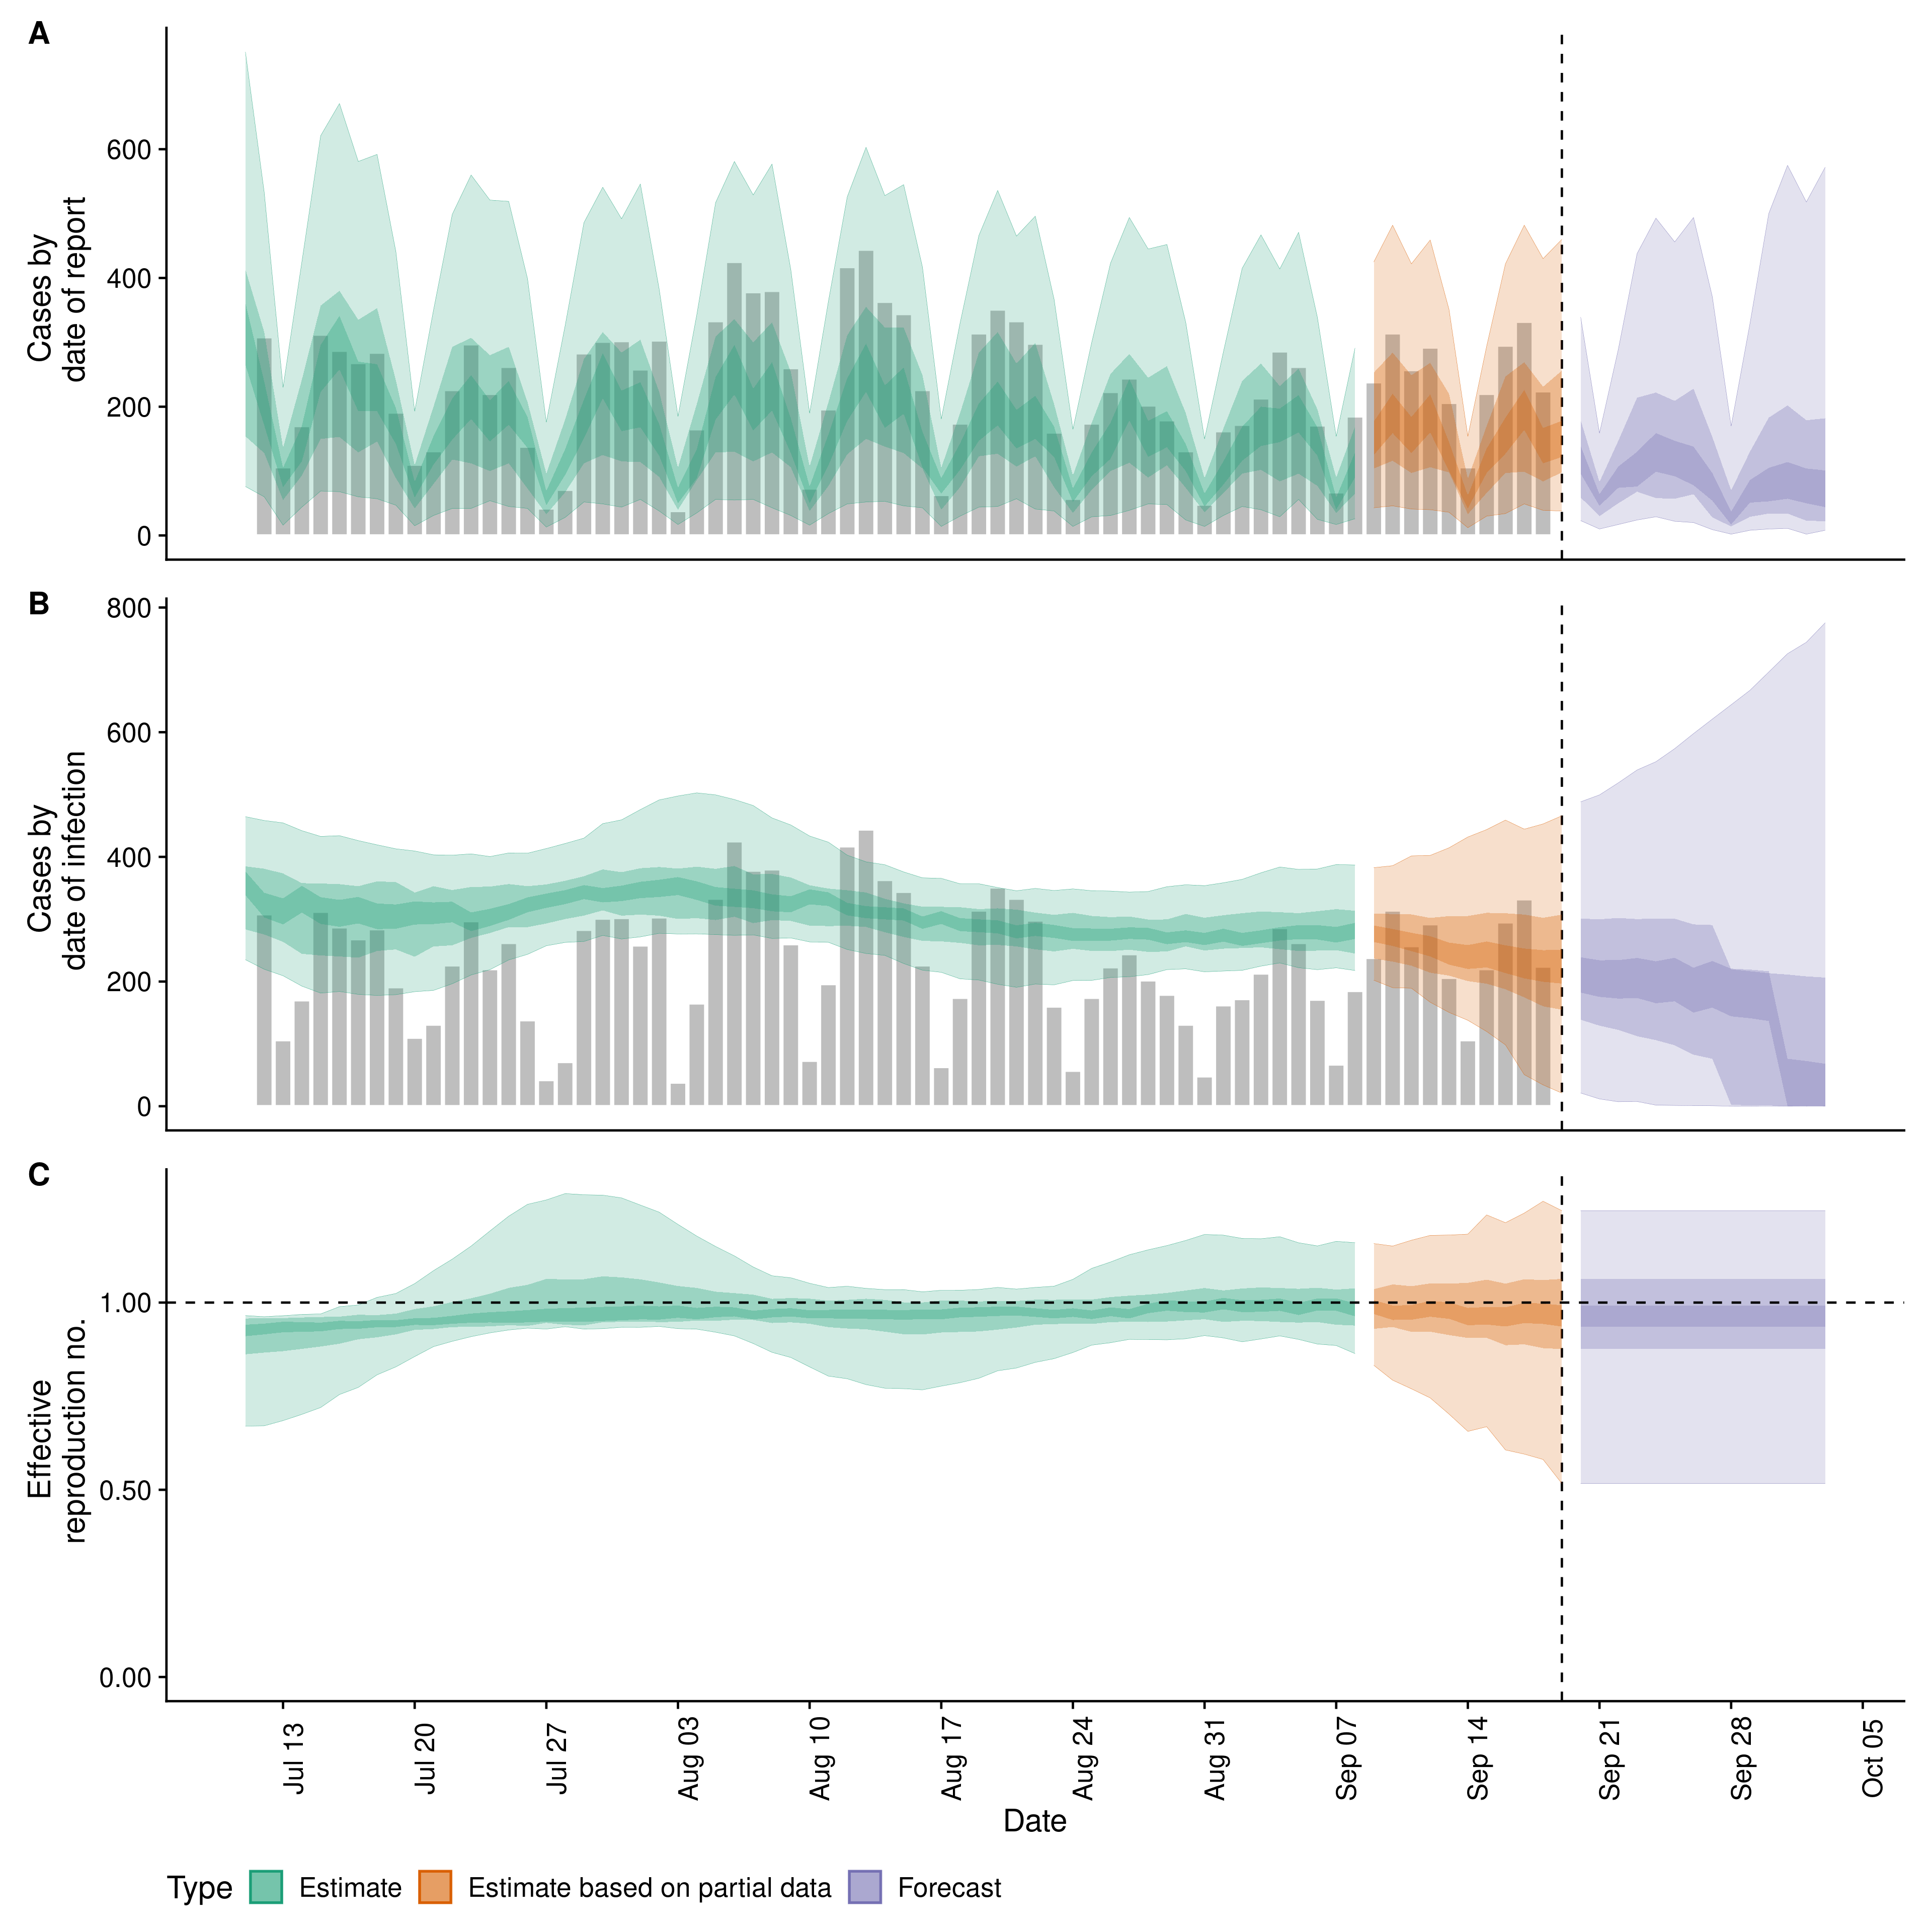 A
Cases by
date of report
600
400
200
0
B
Cases by
date of infection
800
600
400
200
0
C
Effective
reproduction no.
1.00
0.50
0.00
Jul 13
Jul 20
Jul 27
Aug 03
Aug 10
Aug 17
Aug 24
Aug 31
Sep 07
Sep 14
Sep 21
Sep 28
Oct 05
Date
Type Estimate Estimate based on partial data Forecast